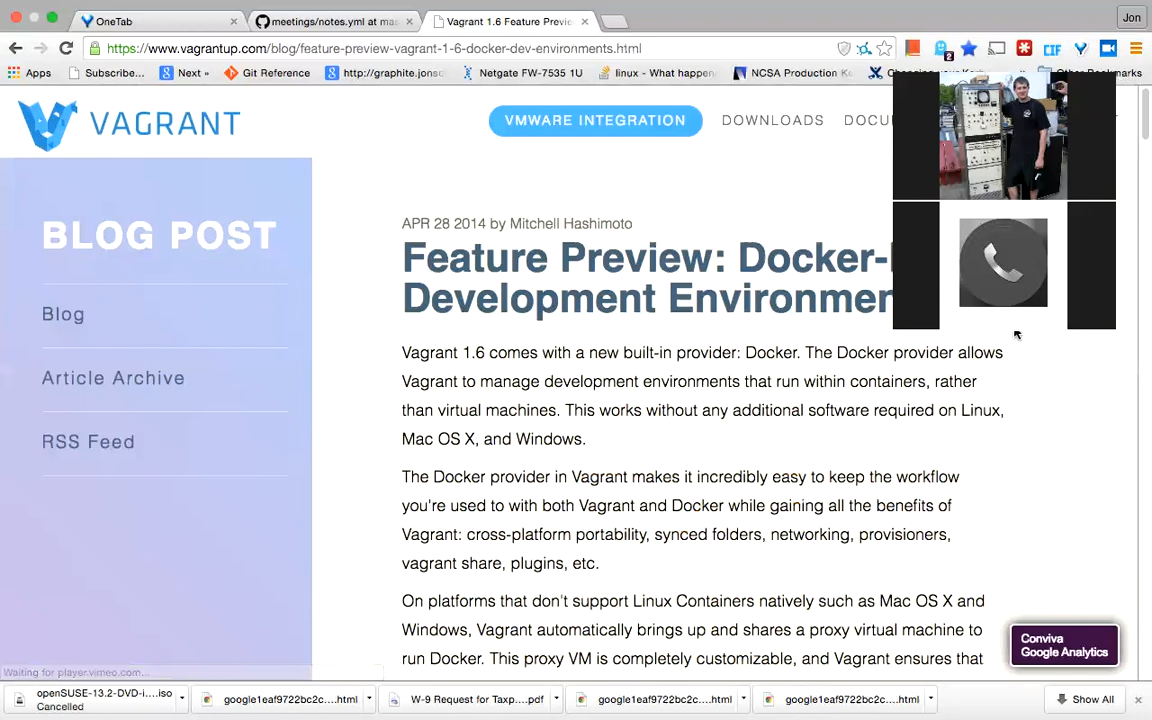 OneTab
meetings/notes.yml at mas
Vagrant 1.6 Feature Previe
Jon
https://www.vagrantup.com/blog/feature-preview-vagrant-1-6-docker-dev-environments.html
2
CIF
Apps
Subscribe...
Next »
Git Reference
http://graphite.jons
Netgate FW-7535 1U
linux - What happen
NCSA Production Ke
Other Bookmarks
VAGRANT
VMWARE INTEGRATION
DOWNLOADS
DOCU
BLOG POST
Blog
Article Archive
RSS Feed
APR 28 2014 by Mitchell Hashimoto
Feature Preview: Docker-
Development Environmen
Vagrant 1.6 comes with a new built-in provider: Docker. The Docker provider allows
Vagrant to manage development environments that run within containers, rather
than virtual machines. This works without any additional software required on Linux,
Mac OS X, and Windows.
The Docker provider in Vagrant makes it incredibly easy to keep the workflow
you're used to with both Vagrant and Docker while gaining all the benefits of
Vagrant: cross-platform portability, synced folders, networking, provisioners,
vagrant share, plugins, etc.
On platforms that don't support Linux Containers natively such as Mac OS X and
Windows, Vagrant automatically brings up and shares a proxy virtual machine to
run Docker. This proxy VM is completely customizable, and Vagrant ensures that
Conviva
Google Analytics
Waiting for player.vimeo.com...
openSUSE-13.2-DVD-i....iso
Cancelled
google1eaf9722bc2c....html
W-9 Request for Taxp....pdf
google1eaf9722bc2c....html
google1eaf9722bc2c....html
Show All